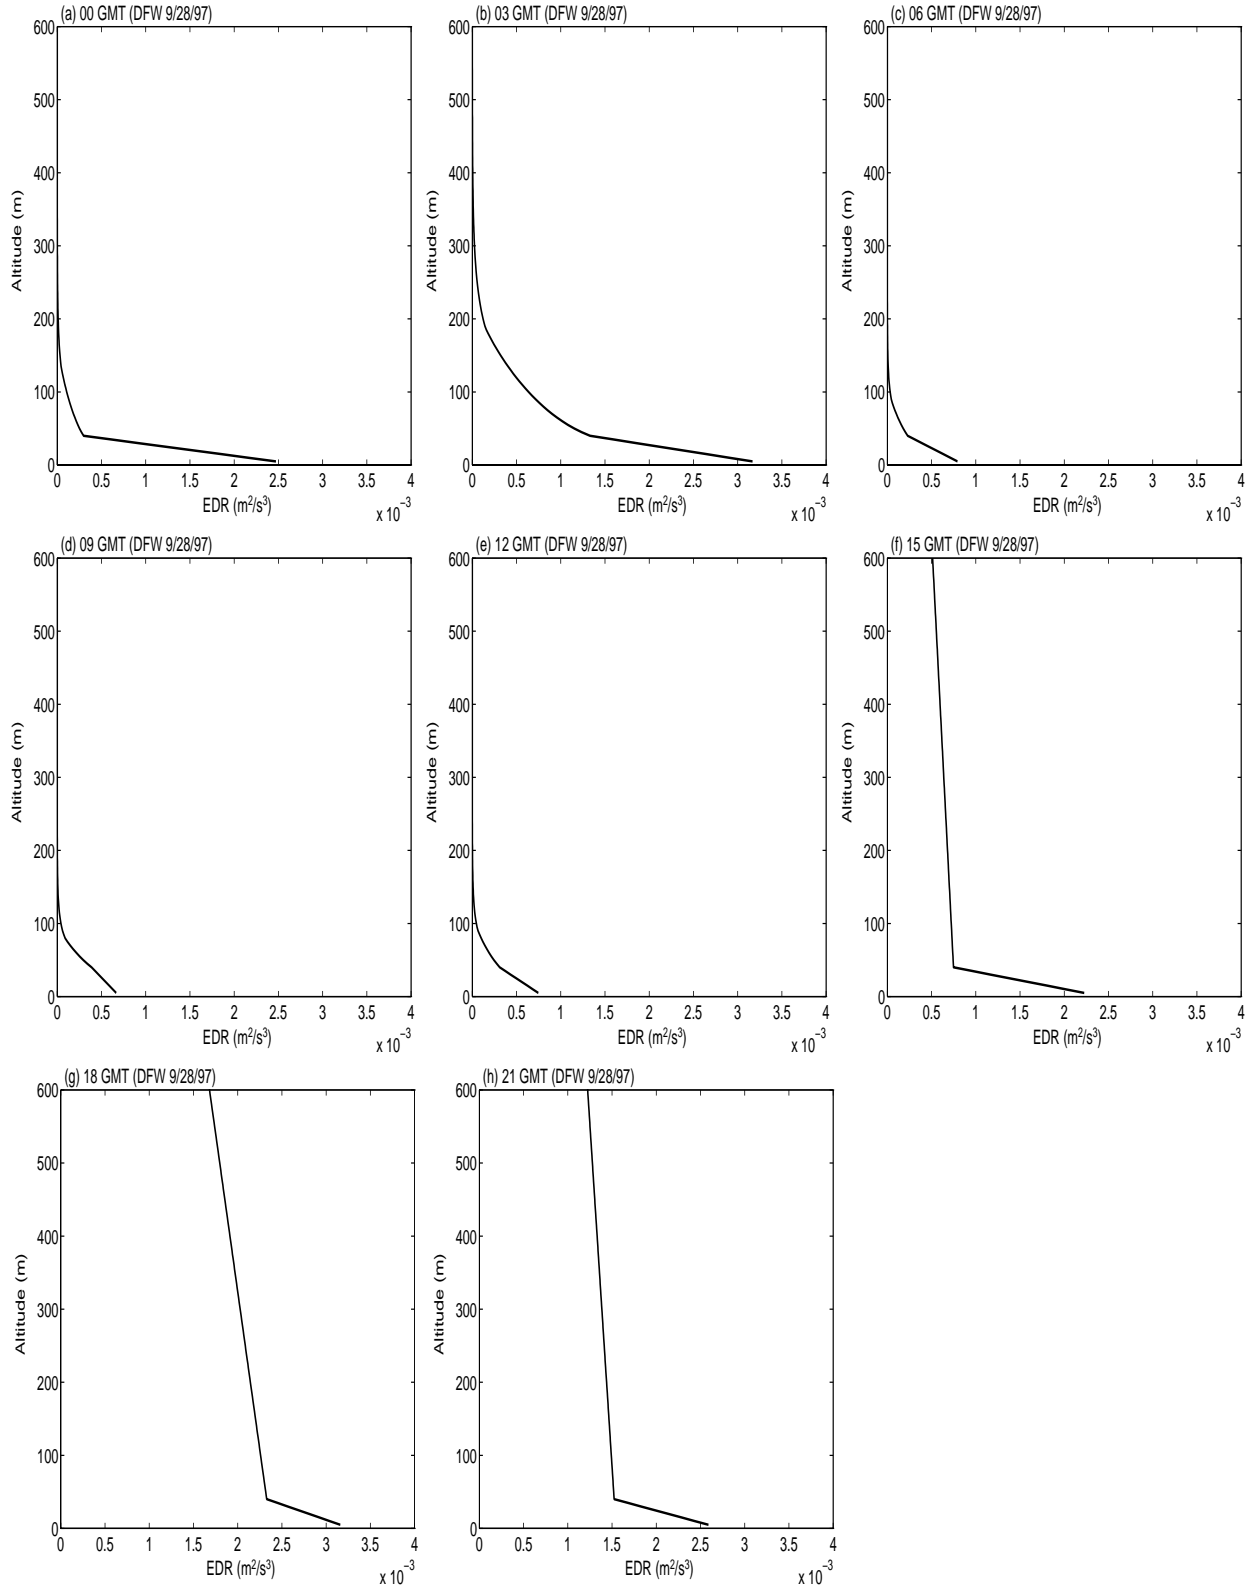 (a) 00 GMT (DFW 9/28/97)
600
500
400
300
200
100
0
Altitude (m)
0 0.5 1 1.5 2 2.5 3 3.5 4
EDR (m²/s³)
x 10⁻³
(b) 03 GMT (DFW 9/28/97)
600
500
400
300
200
100
0
Altitude (m)
0 0.5 1 1.5 2 2.5 3 3.5 4
EDR (m²/s³)
x 10⁻³
(c) 06 GMT (DFW 9/28/97)
600
500
400
300
200
100
0
Altitude (m)
0 0.5 1 1.5 2 2.5 3 3.5 4
EDR (m²/s³)
x 10⁻³
(d) 09 GMT (DFW 9/28/97)
600
500
400
300
200
100
0
Altitude (m)
0 0.5 1 1.5 2 2.5 3 3.5 4
EDR (m²/s³)
x 10⁻³
(e) 12 GMT (DFW 9/28/97)
600
500
400
300
200
100
0
Altitude (m)
0 0.5 1 1.5 2 2.5 3 3.5 4
EDR (m²/s³)
x 10⁻³
(f) 15 GMT (DFW 9/28/97)
600
500
400
300
200
100
0
Altitude (m)
0 0.5 1 1.5 2 2.5 3 3.5 4
EDR (m²/s³)
x 10⁻³
(g) 18 GMT (DFW 9/28/97)
600
500
400
300
200
100
0
Altitude (m)
0 0.5 1 1.5 2 2.5 3 3.5 4
EDR (m²/s³)
x 10⁻³
(h) 21 GMT (DFW 9/28/97)
600
500
400
300
200
100
0
Altitude (m)
0 0.5 1 1.5 2 2.5 3 3.5 4
EDR (m²/s³)
x 10⁻³